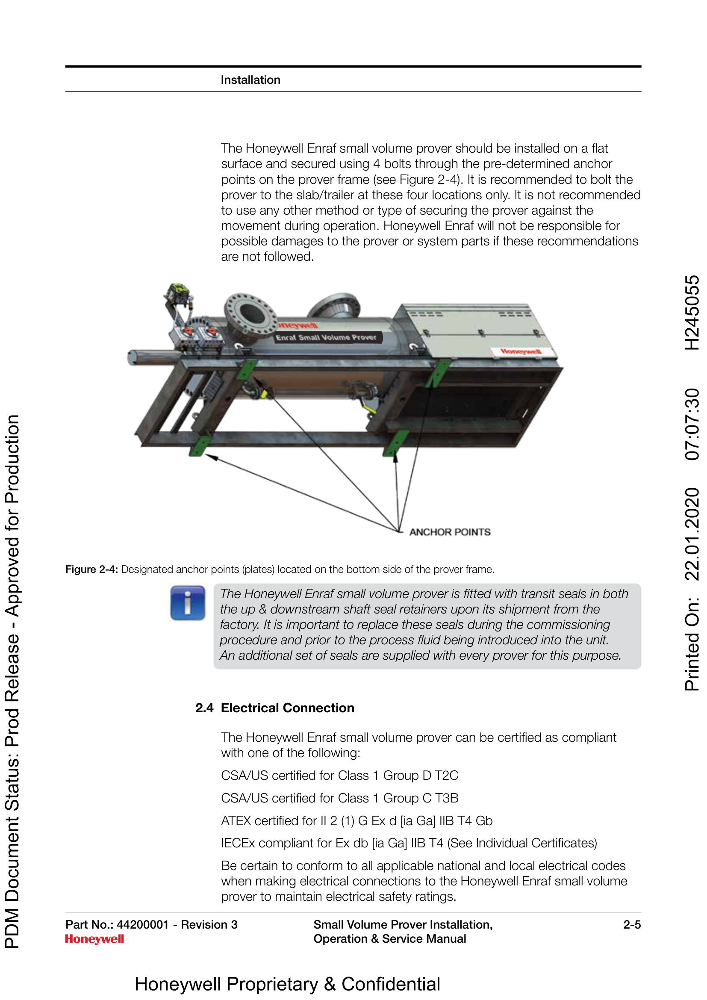 Installation
The Honeywell Enraf small volume prover should be installed on a flat
surface and secured using 4 bolts through the pre-determined anchor
points on the prover frame (see Figure 2-4). It is recommended to bolt the
prover to the slab/trailer at these four locations only. It is not recommended
to use any other method or type of securing the prover against the
movement during operation. Honeywell Enraf will not be responsible for
possible damages to the prover or system parts if these recommendations
are not followed.
oneywell
Enraf Small Volume Prover
Honeywell
ANCHOR POINTS
Figure 2-4: Designated anchor points (plates) located on the bottom side of the prover frame.
i
The Honeywell Enraf small volume prover is fitted with transit seals in both
the up & downstream shaft seal retainers upon its shipment from the
factory. It is important to replace these seals during the commissioning
procedure and prior to the process fluid being introduced into the unit.
An additional set of seals are supplied with every prover for this purpose.
2.4 Electrical Connection
The Honeywell Enraf small volume prover can be certified as compliant
with one of the following:
CSA/US certified for Class 1 Group D T2C
CSA/US certified for Class 1 Group C T3B
ATEX certified for II 2 (1) G Ex d [ia Ga] IIB T4 Gb
IECEx compliant for Ex db [ia Ga] IIB T4 (See Individual Certificates)
Be certain to conform to all applicable national and local electrical codes
when making electrical connections to the Honeywell Enraf small volume
prover to maintain electrical safety ratings.
Part No.: 44200001 - Revision 3
Honeywell
Small Volume Prover Installation,
Operation & Service Manual
2-5
Honeywell Proprietary & Confidential
PDM Document Status: Prod Release - Approved for Production
Printed On: 22.01.2020 07:07:30 H245055